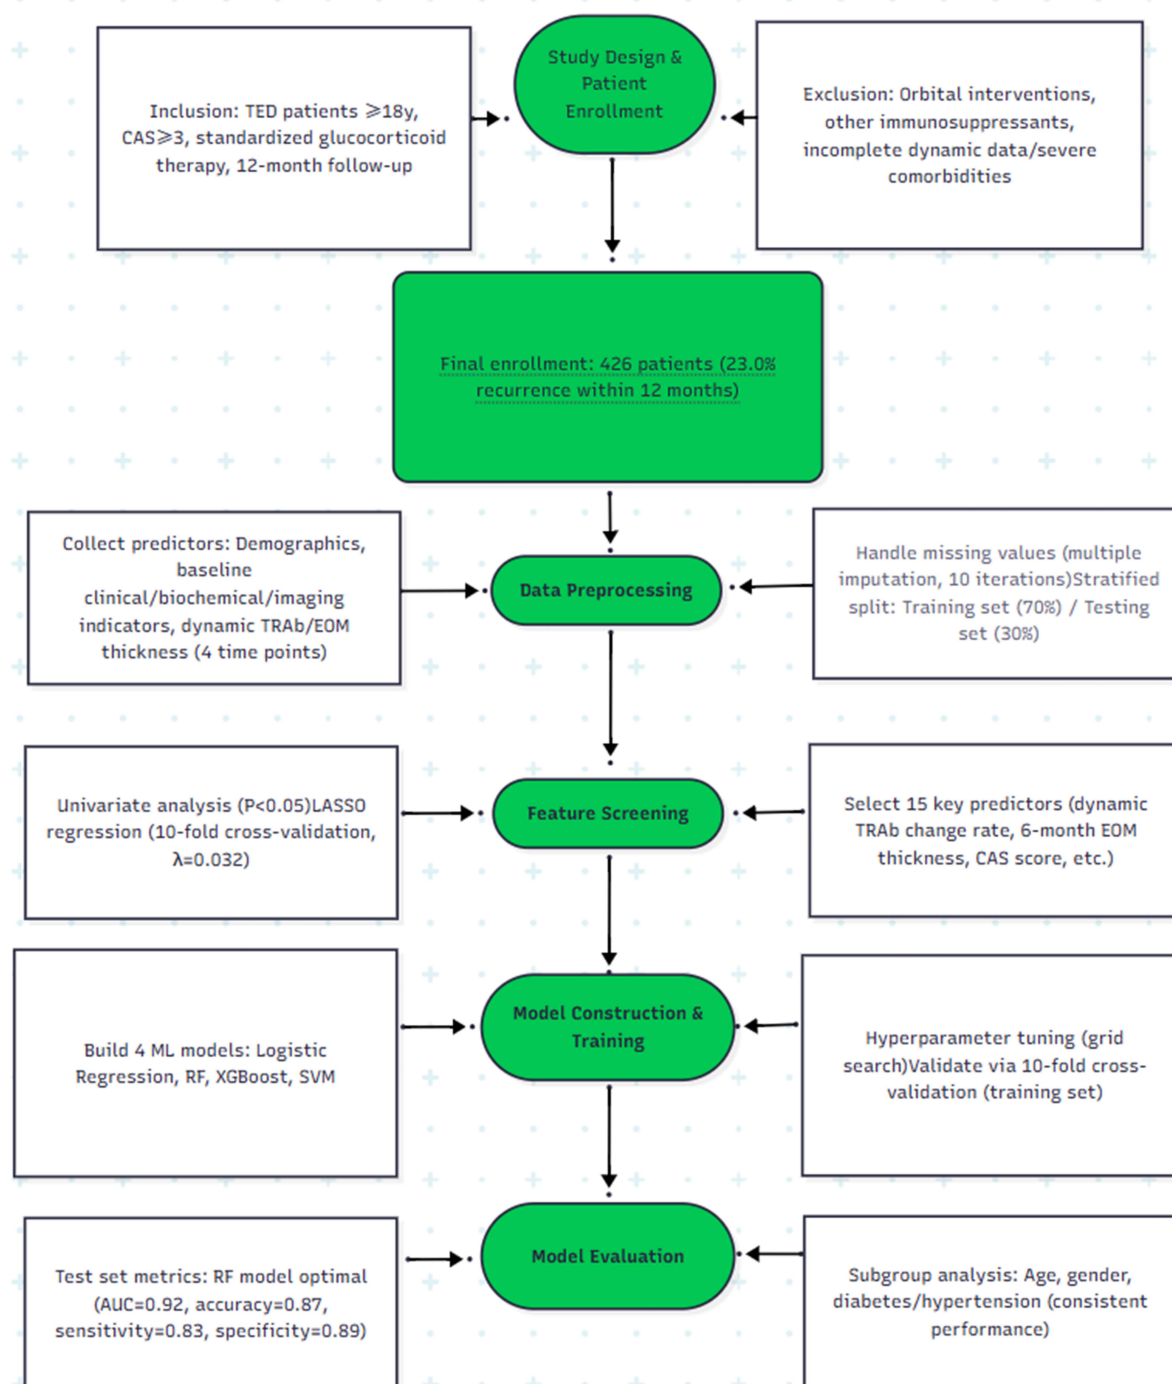 Study Design &
Patient
Enrollment
Inclusion: TED patients ⩾18y,
CAS⩾3, standardized glucocorticoid
therapy, 12-month follow-up
Exclusion: Orbital interventions,
other immunosuppressants,
incomplete dynamic data/severe
comorbidities
Final enrollment: 426 patients (23.0%
recurrence within 12 months)
Collect predictors: Demographics,
baseline
clinical/biochemical/imaging
indicators, dynamic TRAb/EOM
thickness (4 time points)
Data Preprocessing
Handle missing values (multiple
imputation, 10 iterations)Stratified
split: Training set (70%) / Testing
set (30%)
Univariate analysis (P<0.05)LASSO
regression (10-fold cross-validation,
λ=0.032)
Feature Screening
Select 15 key predictors (dynamic
TRAb change rate, 6-month EOM
thickness, CAS score, etc.)
Build 4 ML models: Logistic
Regression, RF, XGBoost, SVM
Model Construction &
Training
Hyperparameter tuning (grid
search)Validate via 10-fold cross-
validation (training set)
Test set metrics: RF model optimal
(AUC=0.92, accuracy=0.87,
sensitivity=0.83, specificity=0.89)
Model Evaluation
Subgroup analysis: Age, gender,
diabetes/hypertension (consistent
performance)